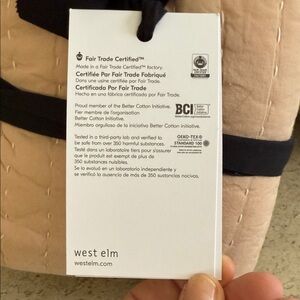 Fair Trade Certified™
Made in a Fair Trade Certified™ factory.
Certifiée Par Fair Trade Fabriqué
Dans une usine certifiée par Fair Trade.
Certificada Por Fair Trade
Hecho en una fábrica certificada por Fair Trade.
Proud member of the Better Cotton Initiative.
Fier membre de l'organisation
Better Cotton Initiative.
Miembro orgulloso de la iniciativa Better Cotton Initiative.
BCI
Tested in a third-party lab and verified to
be safe from over 350 harmful substances.
Testé dans un laboratoire tiers pour s'assurer
que le produit est exempt de plus
de 350 substances nuisibles.
Se la evaluó en un laboratorio independiente y
se verificó la ausencia de más de 350 sustancias nocivas.
OEKO-TEX®
STANDARD 100
west elm
westelm.com